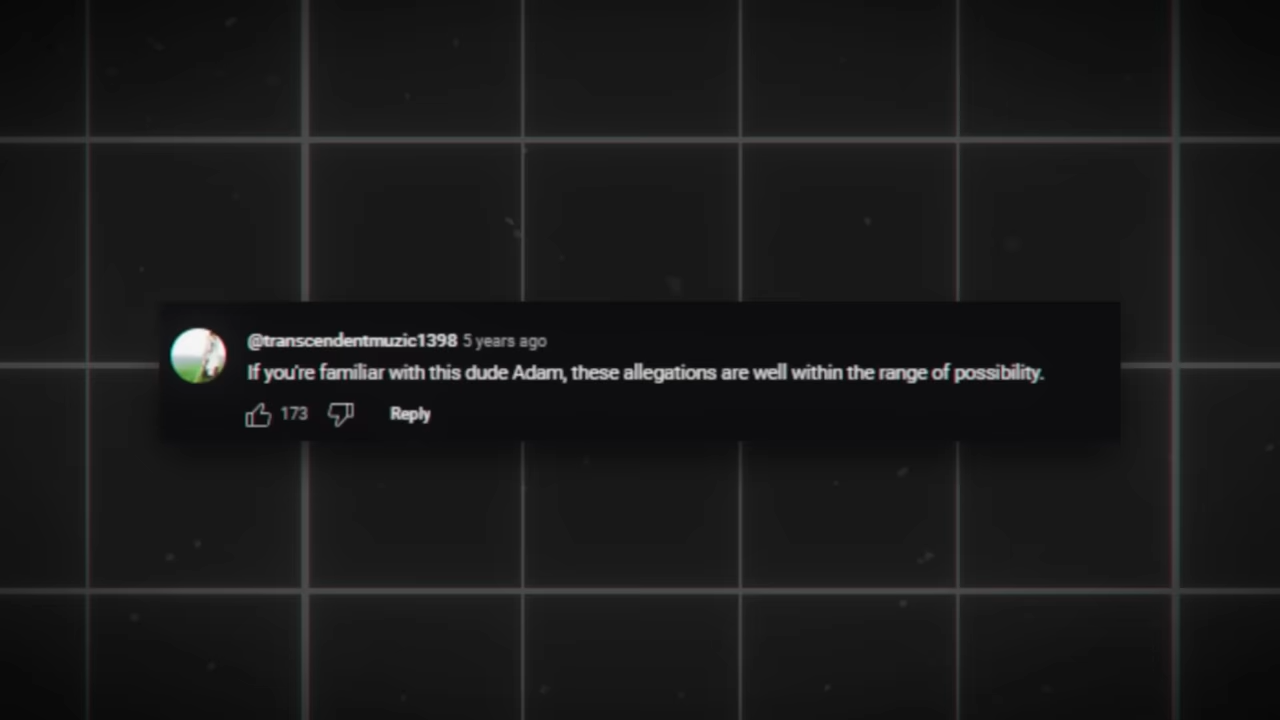 @transcendentmuzic1398 5 years ago
If you're familiar with this dude Adam, these allegations are well within the range of possibility.
173 Reply